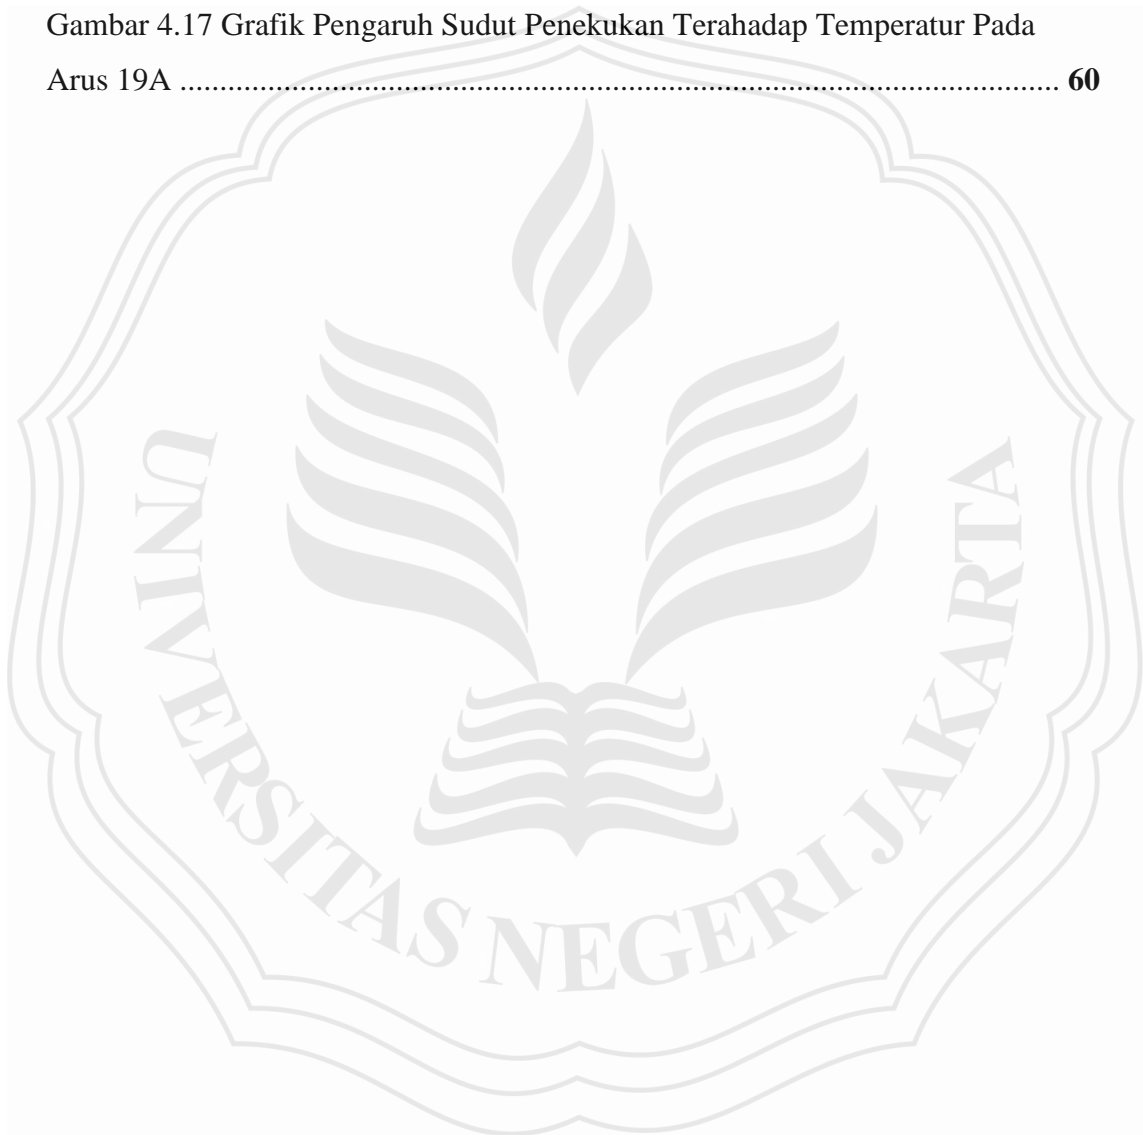 Gambar 4.17 Grafik Pengaruh Sudut Penekukan Terahadap Temperatur Pada
Arus 19A ............................................................................................................ 60
UNIVERSITAS NEGERI JAKARTA